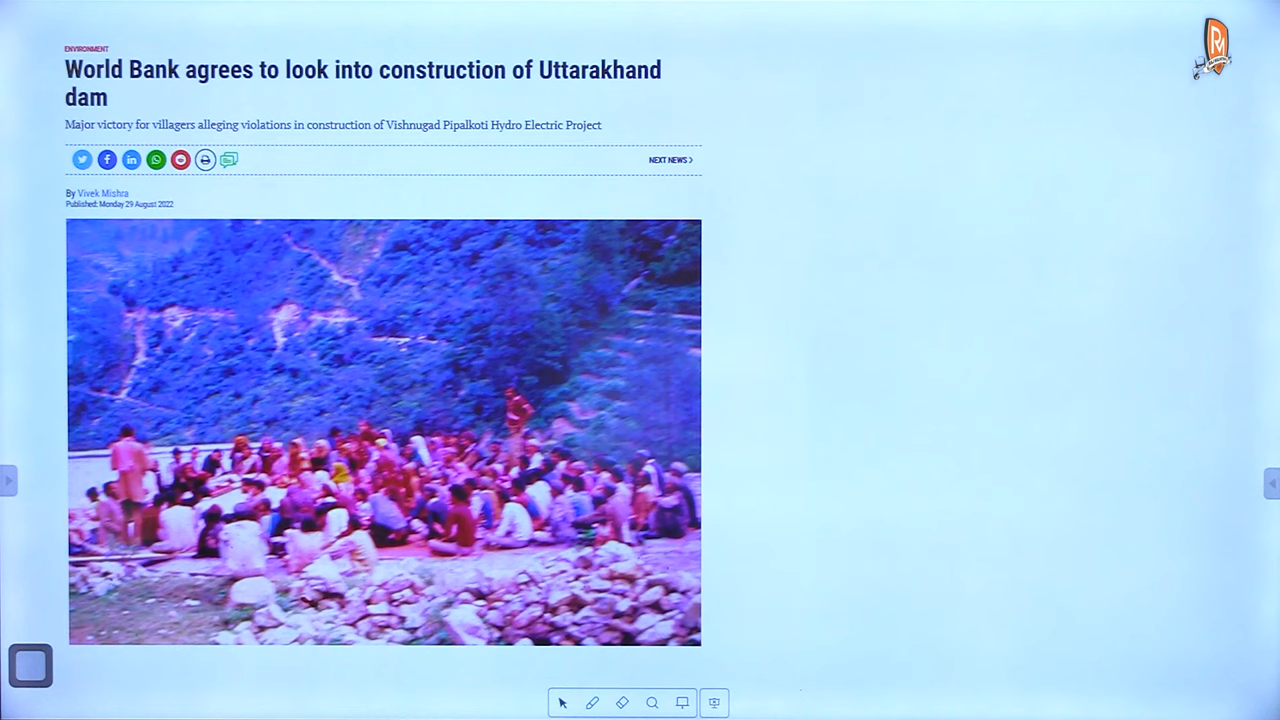 ENVIRONMENT
World Bank agrees to look into construction of Uttarakhand
dam
Major victory for villagers alleging violations in construction of Vishnugad Pipalkoti Hydro Electric Project
NEXT NEWS
By Vivek Mishra
Published: Monday 29 August 2022